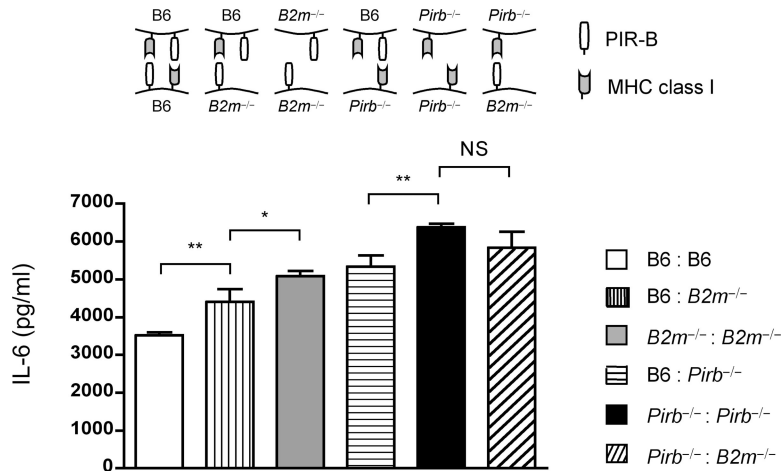 B6 B6 B2m–/– B6 Pirb–/– Pirb–/–
PIR-B
MHC class I
B6 B2m–/– B2m–/– Pirb–/– Pirb–/– B2m–/–
NS
**
*
**
7000
6000
5000
4000
3000
2000
1000
0
IL-6 (pg/ml)
B6 : B6
B6 : B2m–/–
B2m–/– : B2m–/–
B6 : Pirb–/–
Pirb–/– : Pirb–/–
Pirb–/– : B2m–/–